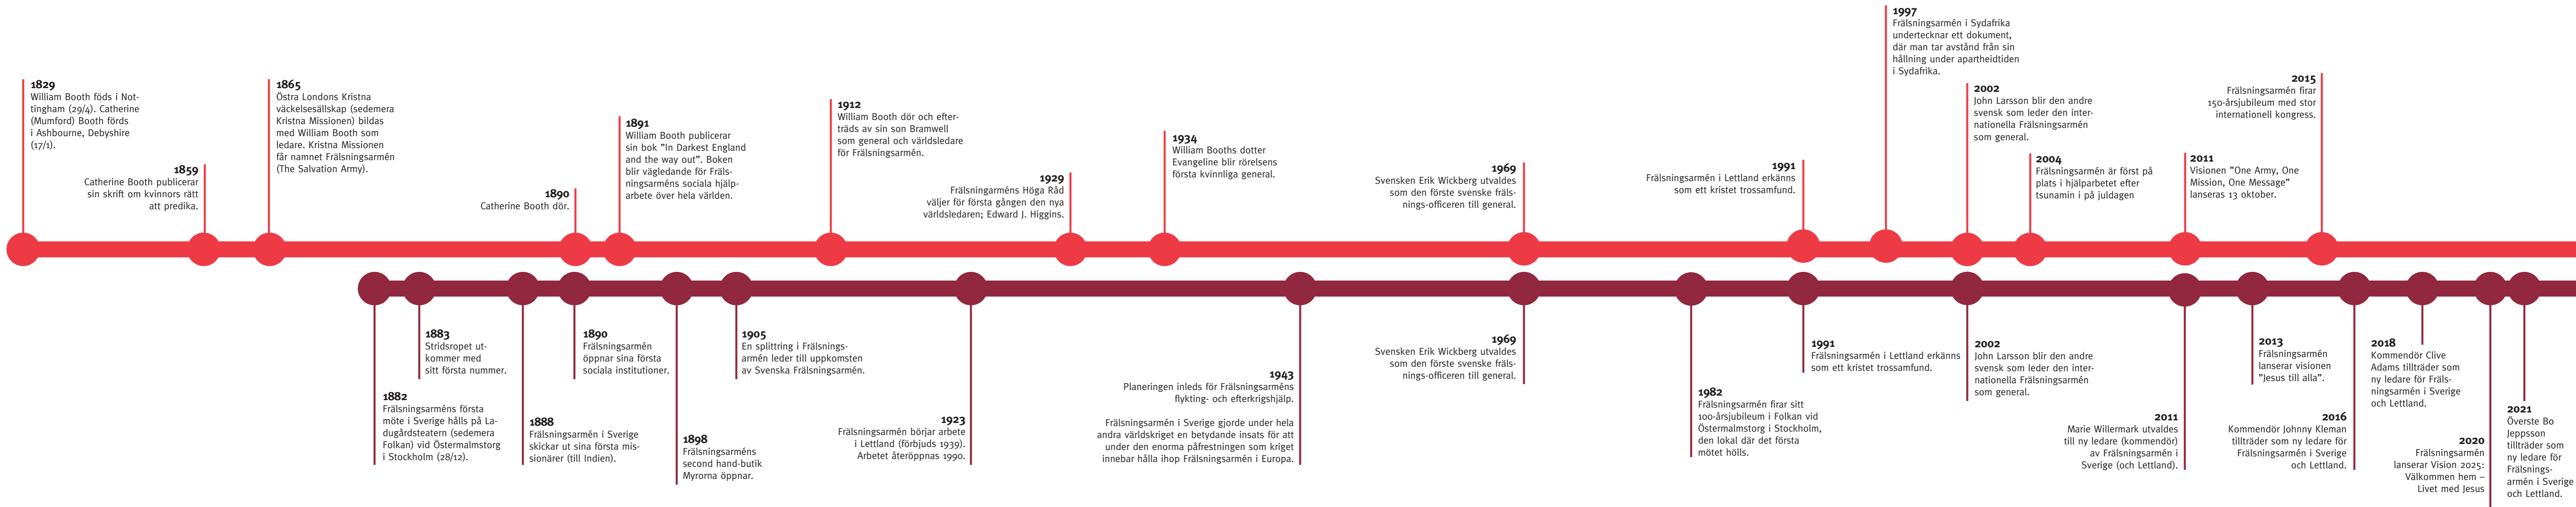 1829
William Booth föds i Not-
tingham (29/4). Catherine
(Mumford) Booth förds
i Ashbourne, Debyshire
(17/1).
1859
Catherine Booth publicerar
sin skrift om kvinnors rätt
att predika.
1865
Östra Londons Kristna
väckelsesällskap (sedemera
Kristna Missionen) bildas
med William Booth som
ledare. Kristna Missionen
får namnet Frälsningsarmén
(The Salvation Army).
1890
Catherine Booth dör.
1891
William Booth publicerar
sin bok ”In Darkest England
and the way out”. Boken
blir vägledande för Fräls-
ningsarméns sociala hjälp-
arbete över hela världen.
1912
William Booth dör och efter-
träds av sin son Bramwell
som general och världsledare
för Frälsningsarmén.
1929
Frälsningarméns Höga Råd
väljer för första gången den nya
världsledaren; Edward J. Higgins.
1934
William Booths dotter
Evangeline blir rörelsens
första kvinnliga general.
1969
Svensken Erik Wickberg utvaldes
som den förste svenske fräls-
nings-officeren till general.
1991
Frälsningsarmén i Lettland erkänns
som ett kristet trossamfund.
1997
Frälsningsarmén i Sydafrika
undertecknar ett dokument,
där man tar avstånd från sin
hållning under apartheidtiden
i Sydafrika.
2002
John Larsson blir den andre
svensk som leder den inter-
nationella Frälsningsarmén
som general.
2004
Frälsningsarmén är först på
plats i hjälparbetet efter
tsunamin i på juldagen
2011
Visionen ”One Army, One
Mission, One Message”
lanseras 13 oktober.
2015
Frälsningsarmén firar
150-årsjubileum med stor
internationell kongress.
1882
Frälsningsarméns första
möte i Sverige hålls på La-
dugårdsteatern (sedemera
Folkan) vid Östermalmstorg
i Stockholm (28/12).
1883
Stridsropet ut-
kommer med
sitt första nummer.
1888
Frälsningsarmén i Sverige
skickar ut sina första mis-
sionärer (till Indien).
1890
Frälsningsarmén
öppnar sina första
sociala institutioner.
1898
Frälsningsarméns
second hand-butik
Myrorna öppnar.
1905
En splittring i Frälsnings-
armén leder till uppkomsten
av Svenska Frälsningsarmén.
1923
Frälsningsarmén börjar arbete
i Lettland (förbjuds 1939).
Arbetet återöppnas 1990.
1943
Planeringen inleds för Frälsningsarméns
flykting- och efterkrigshjälp.
Frälsningsarmén i Sverige gjorde under hela
andra världskriget en betydande insats för att
under den enorma påfrestningen som kriget
innebar hålla ihop Frälsningsarmén i Europa.
1969
Svensken Erik Wickberg utvaldes
som den förste svenske fräls-
nings-officeren till general.
1982
Frälsningsarmén firar sitt
100-årsjubileum i Folkan vid
Östermalmstorg i Stockholm,
den lokal där det första
mötet hölls.
1991
Frälsningsarmén i Lettland erkänns
som ett kristet trossamfund.
2002
John Larsson blir den andre
svensk som leder den inter-
nationella Frälsningsarmén
som general.
2011
Marie Willermark utvaldes
till ny ledare (kommendör)
av Frälsningsarmén i
Sverige (och Lettland).
2013
Frälsningsarmén
lanserar visionen
”Jesus till alla”.
2016
Kommendör Johnny Kleman
tillträder som ny ledare för
Frälsningsarmén i Sverige
och Lettland.
2018
Kommendör Clive
Adams tillträder som
ny ledare för Fräls-
ningsarmén i Sverige
och Lettland.
2020
Frälsningsarmén
lanserar Vision 2025:
Välkommen hem –
Livet med Jesus
2021
Överste Bo
Jeppsson
tillträder som
ny ledare för
Frälsnings-
armén i Sverige
och Lettland.